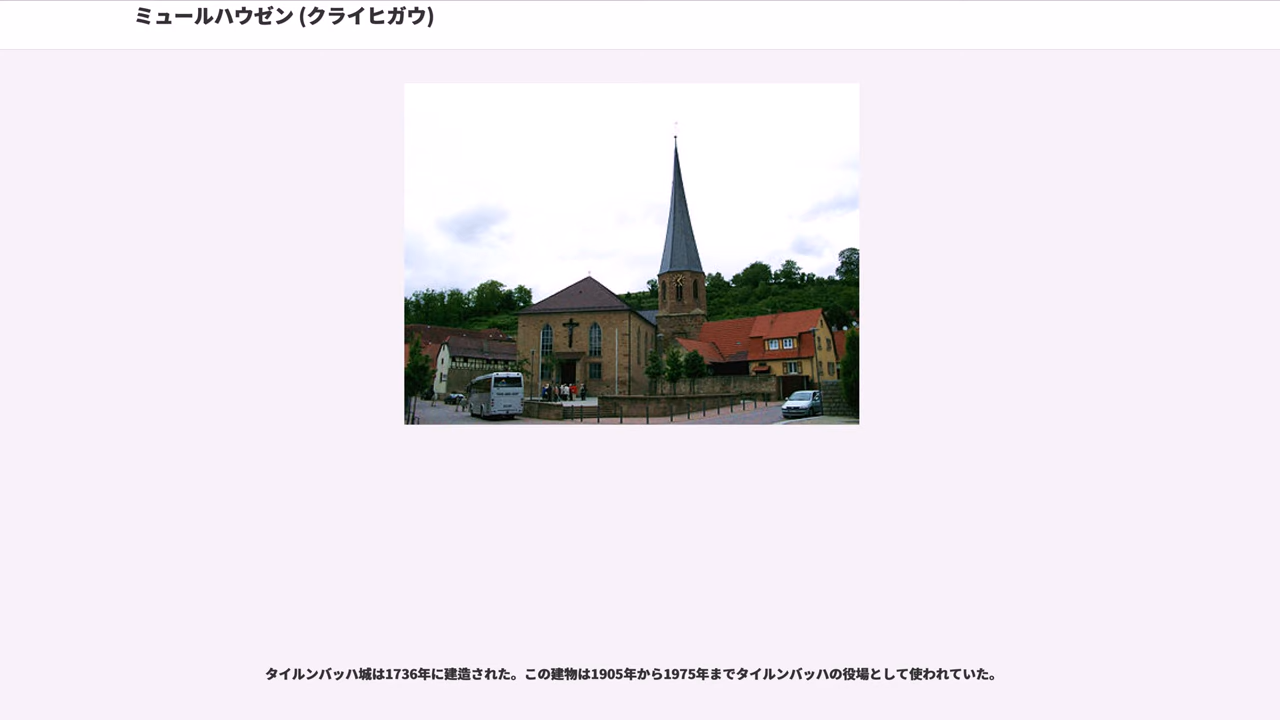 ミュールハウゼン (クライヒガウ)
タイルンバッハ城は1736年に建造された。この建物は1905年から1975年までタイルンバッハの役場として使われていた。